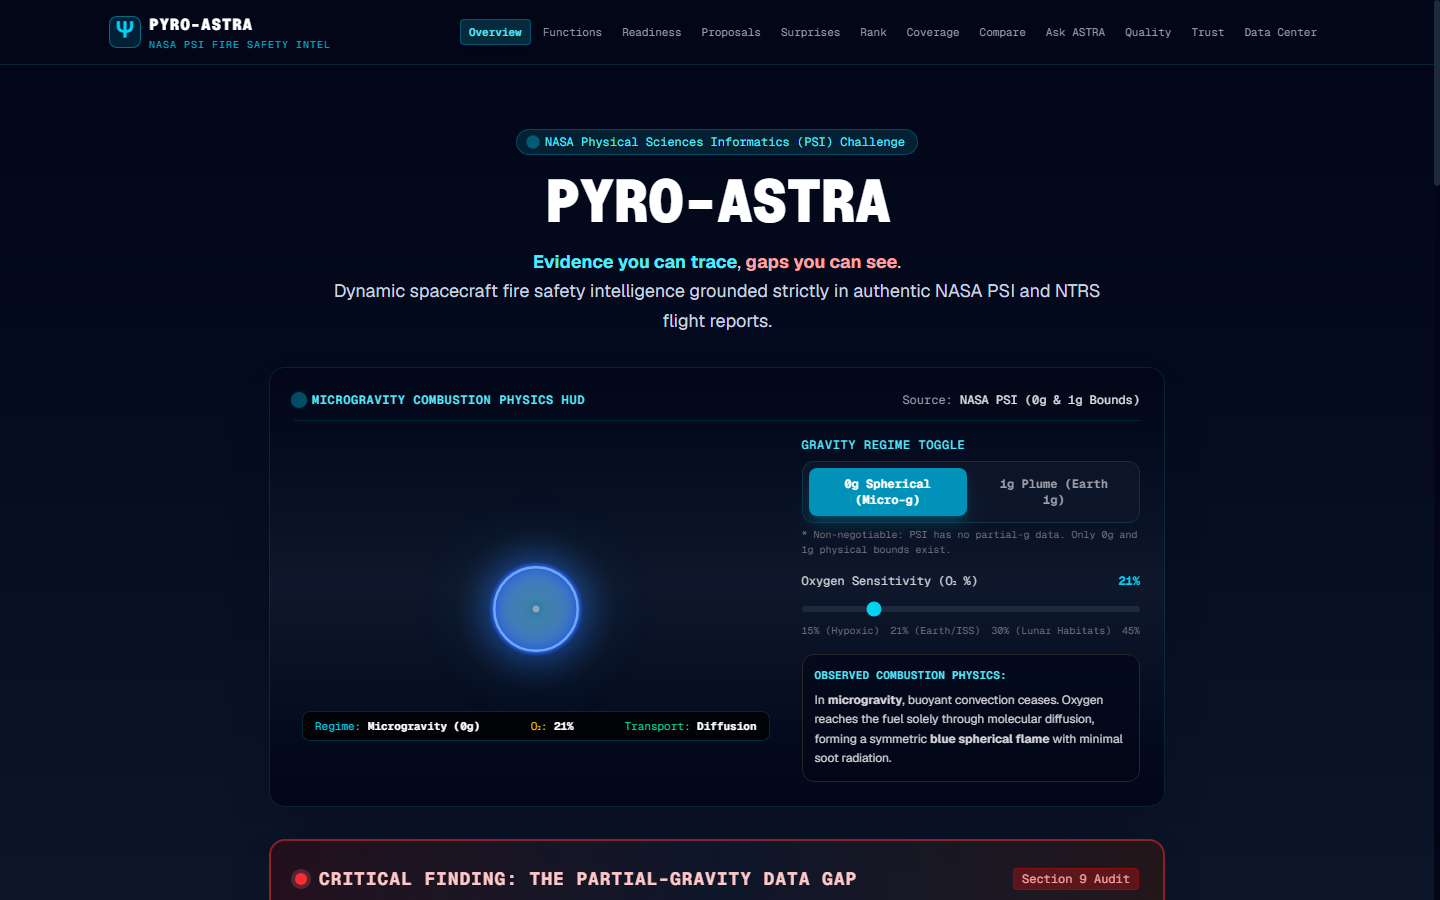 Ψ PYRO-ASTRA
NASA PSI FIRE SAFETY INTEL
Overview Functions Readiness Proposals Surprises Rank Coverage Compare Ask ASTRA Quality Trust Data Center
NASA Physical Sciences Informatics (PSI) Challenge
PYRO-ASTRA
Evidence you can trace, gaps you can see.
Dynamic spacecraft fire safety intelligence grounded strictly in authentic NASA PSI and NTRS
flight reports.
MICROGRAVITY COMBUSTION PHYSICS HUD
Source: NASA PSI (0g & 1g Bounds)
GRAVITY REGIME TOGGLE
0g Spherical
(Micro-g)
1g Plume (Earth
1g)
* Non-negotiable: PSI has no partial-g data. Only 0g and
1g physical bounds exist.
Oxygen Sensitivity (O₂ %) 21%
15% (Hypoxic) 21% (Earth/ISS) 30% (Lunar Habitats) 45%
OBSERVED COMBUSTION PHYSICS:
In microgravity, buoyant convection ceases. Oxygen
reaches the fuel solely through molecular diffusion,
forming a symmetric blue spherical flame with minimal
soot radiation.
Regime: Microgravity (0g) O₂: 21% Transport: Diffusion
CRITICAL FINDING: THE PARTIAL-GRAVITY DATA GAP
Section 9 Audit